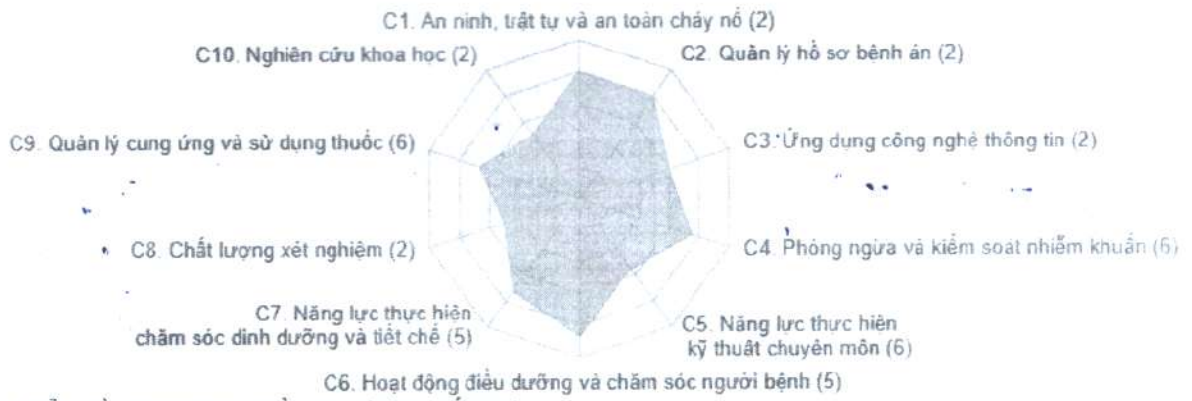 C1. An ninh, trật tự và an toàn cháy nổ (2)
C10. Nghiên cứu khoa học (2)
C2. Quản lý hồ sơ bệnh án (2)
C9. Quản lý cung ứng và sử dụng thuốc (6)
C3. Ứng dụng công nghệ thông tin (2)
C8. Chất lượng xét nghiệm (2)
C4. Phòng ngừa và kiểm soát nhiễm khuẩn (6)
C7. Năng lực thực hiện
chăm sóc dinh dưỡng và tiết chế (5)
C5. Năng lực thực hiện
kỹ thuật chuyên môn (6)
C6. Hoạt động điều dưỡng và chăm sóc người bệnh (5)